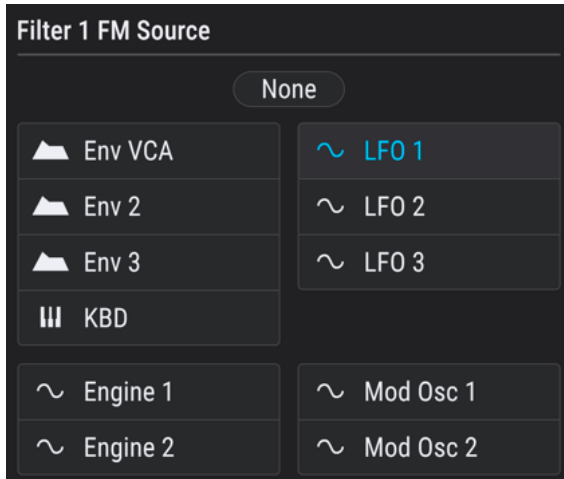 Filter 1 FM Source
None
Env VCA
Env 2
Env 3
KBD
LFO 1
LFO 2
LFO 3
Engine 1
Engine 2
Mod Osc 1
Mod Osc 2